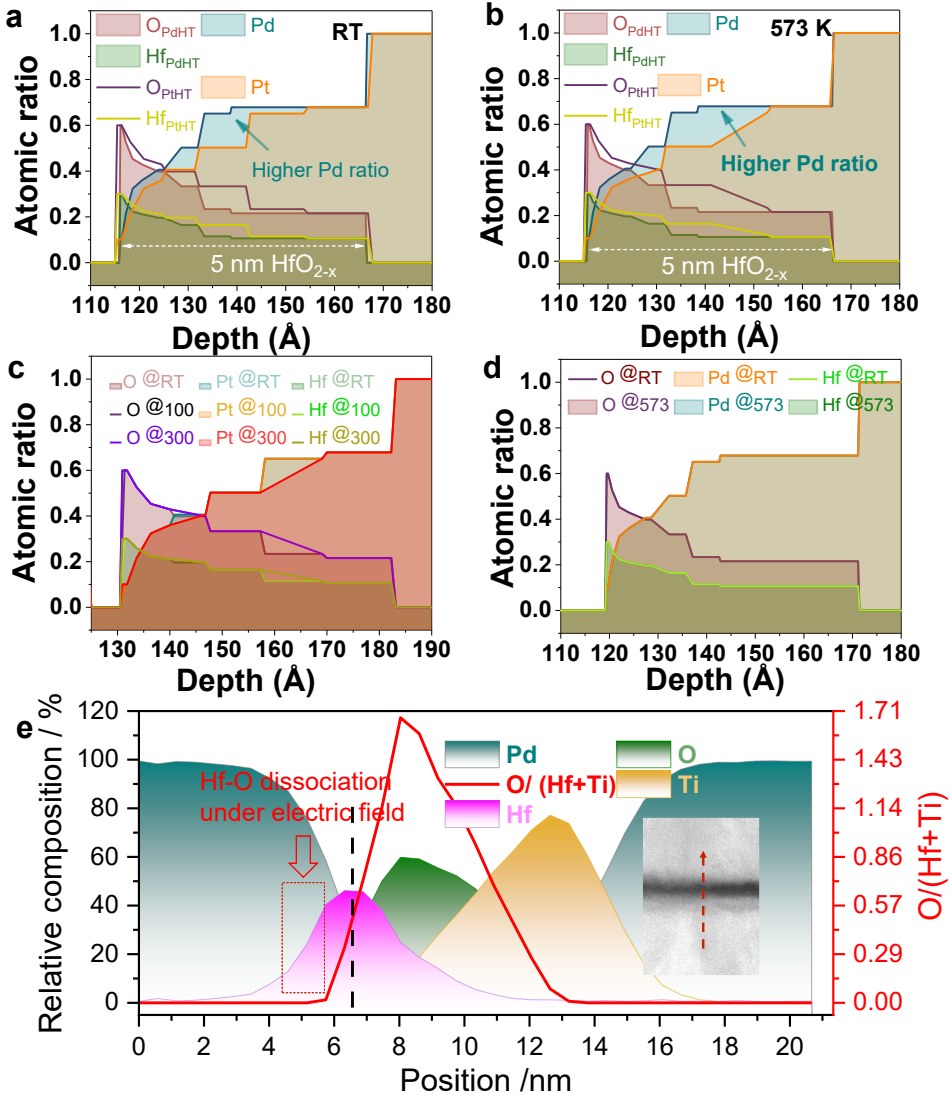 a
RT
O_PdHT Pd
Hf_PdHT
O_PtHT Pt
Hf_PtHT
Higher Pd ratio
5 nm HfO_2-x
Atomic ratio
1.0
0.8
0.6
0.4
0.2
0.0
110 120 130 140 150 160 170 180
Depth (Å)
b
573 K
O_PdHT Pd
Hf_PdHT
O_PtHT Pt
Hf_PtHT
Higher Pd ratio
5 nm HfO_2-x
Atomic ratio
1.0
0.8
0.6
0.4
0.2
0.0
110 120 130 140 150 160 170 180
Depth (Å)
c
O @RT Pt @RT Hf @RT
O @100 Pt @100 Hf @100
O @300 Pt @300 Hf @300
Atomic ratio
1.0
0.8
0.6
0.4
0.2
0.0
130 140 150 160 170 180 190
Depth (Å)
d
O @RT Pd @RT Hf @RT
O @573 Pd @573 Hf @573
Atomic ratio
1.0
0.8
0.6
0.4
0.2
0.0
110 120 130 140 150 160 170 180
Depth (Å)
e
Pd O
O/ (Hf+Ti) Ti
Hf
Hf-O dissociation
under electric field
Relative composition / %
120
100
80
60
40
20
0
O/(Hf+Ti)
1.71
1.43
1.14
0.86
0.57
0.29
0.00
0 2 4 6 8 10 12 14 16 18 20
Position /nm